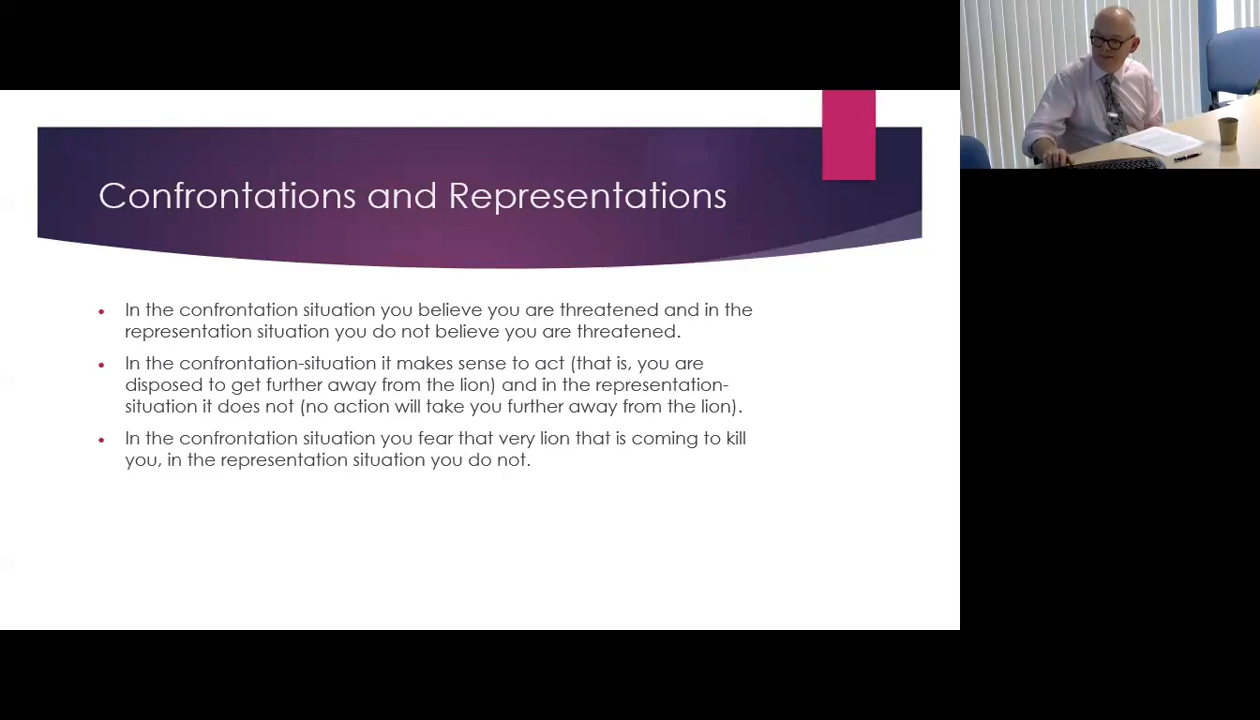 Confrontations and Representations
• In the confrontation situation you believe you are threatened and in the
representation situation you do not believe you are threatened.
• In the confrontation-situation it makes sense to act (that is, you are
disposed to get further away from the lion) and in the representation-
situation it does not (no action will take you further away from the lion).
• In the confrontation situation you fear that very lion that is coming to kill
you, in the representation situation you do not.